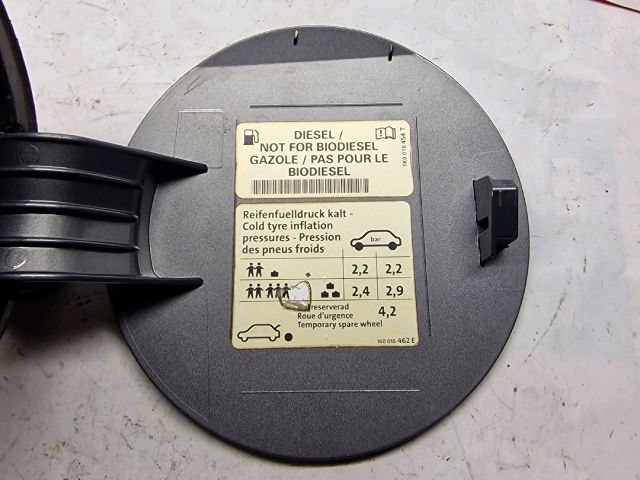 DIESEL /
NOT FOR BIODIESEL
GAZOLE / PAS POUR LE
BIODIESEL
1K0 010 454 T
Reifenfuelldruck kalt -
Cold tyre inflation
pressures - Pression
des pneus froids
bar
2,2 2,2
2,4 2,9
reserverad
Roue d'urgence 4,2
Temporary spare wheel
1K0 010 462 E